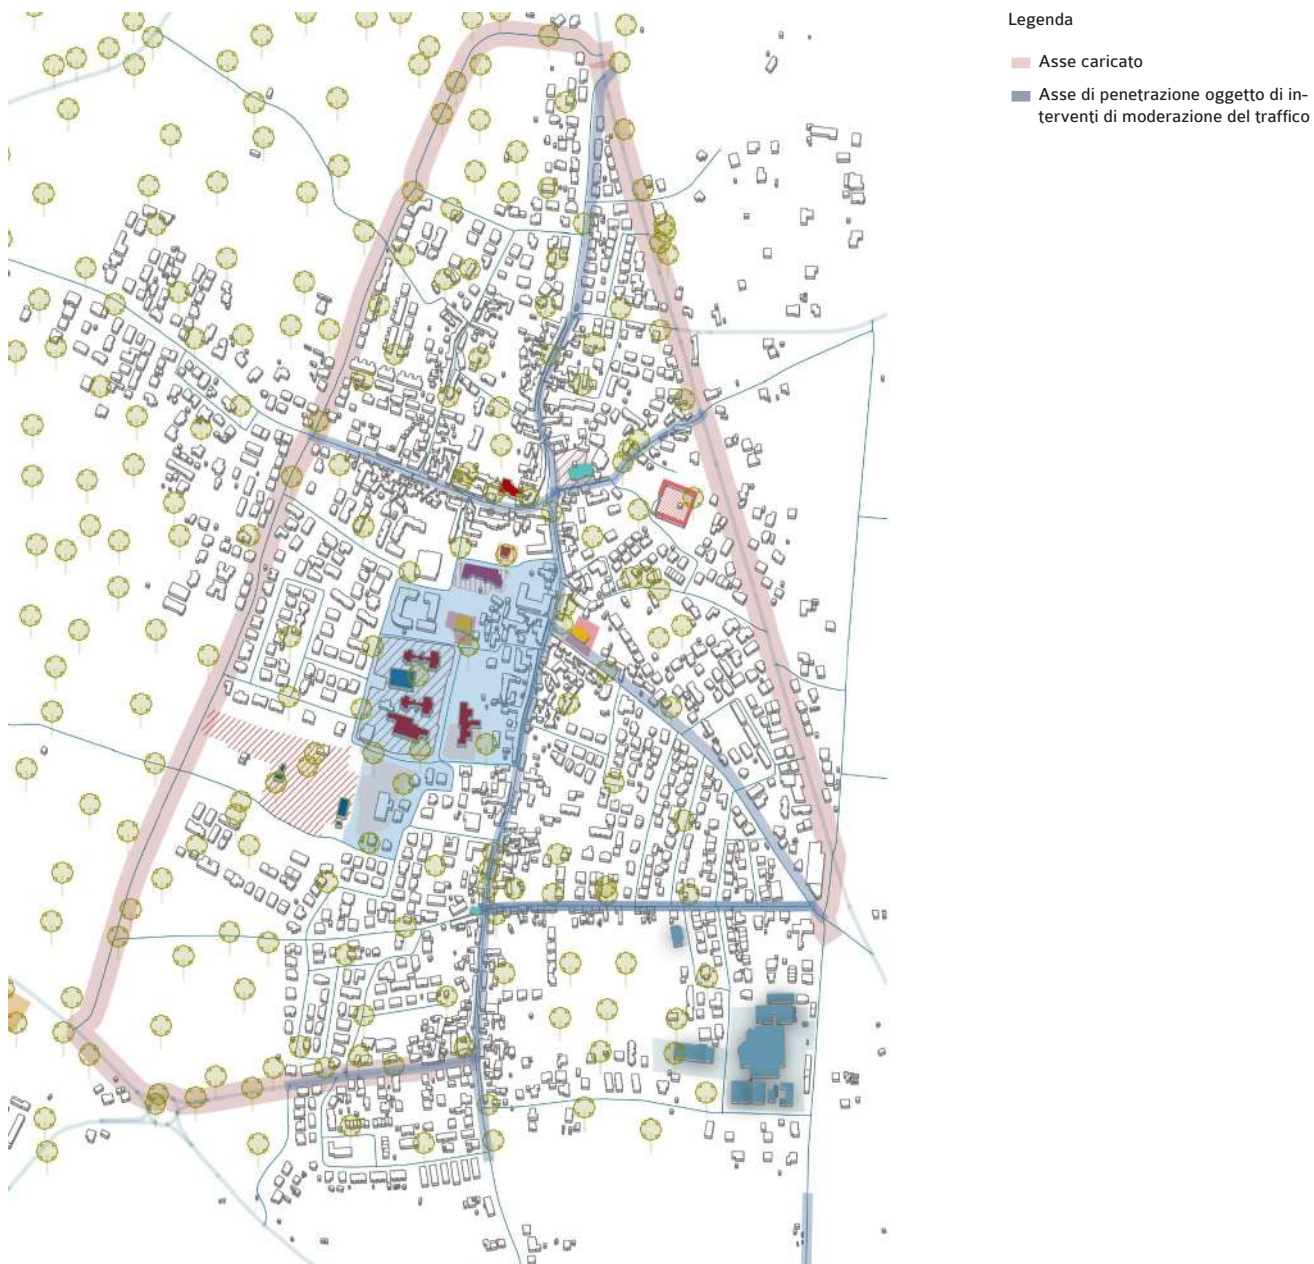 Legenda
Asse caricato
Asse di penetrazione oggetto di in-
terventi di moderazione del traffico